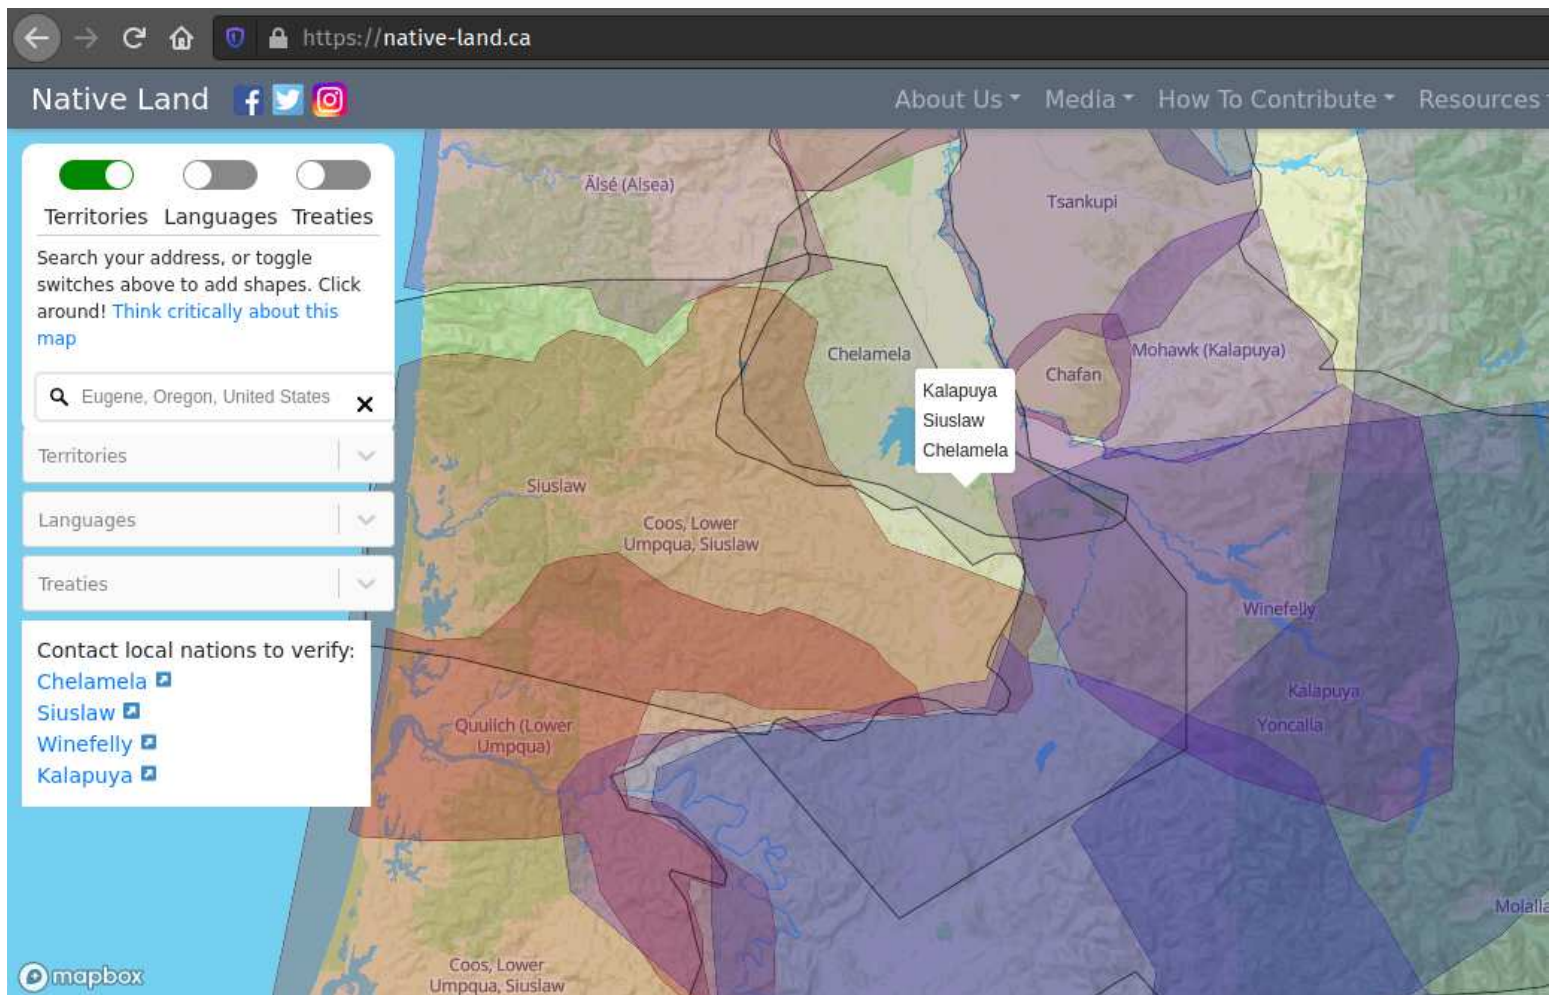 https://native-land.ca
Native Land
About Us
Media
How To Contribute
Resources
Territories
Languages
Treaties
Search your address, or toggle
switches above to add shapes. Click
around! Think critically about this
map
Eugene, Oregon, United States
Territories
Languages
Treaties
Contact local nations to verify:
Chelamela
Siuslaw
Winefelly
Kalapuya
Älsé (Alsea)
Tsankupi
Chelamela
Mohawk (Kalapuya)
Chafan
Kalapuya
Siuslaw
Chelamela
Siuslaw
Coos, Lower
Umpqua, Siuslaw
Winefelly
Kalapuya
Yoncalla
Quuiich (Lower
Umpqua)
Molalla
Coos, Lower
Umpqua, Siuslaw
mapbox